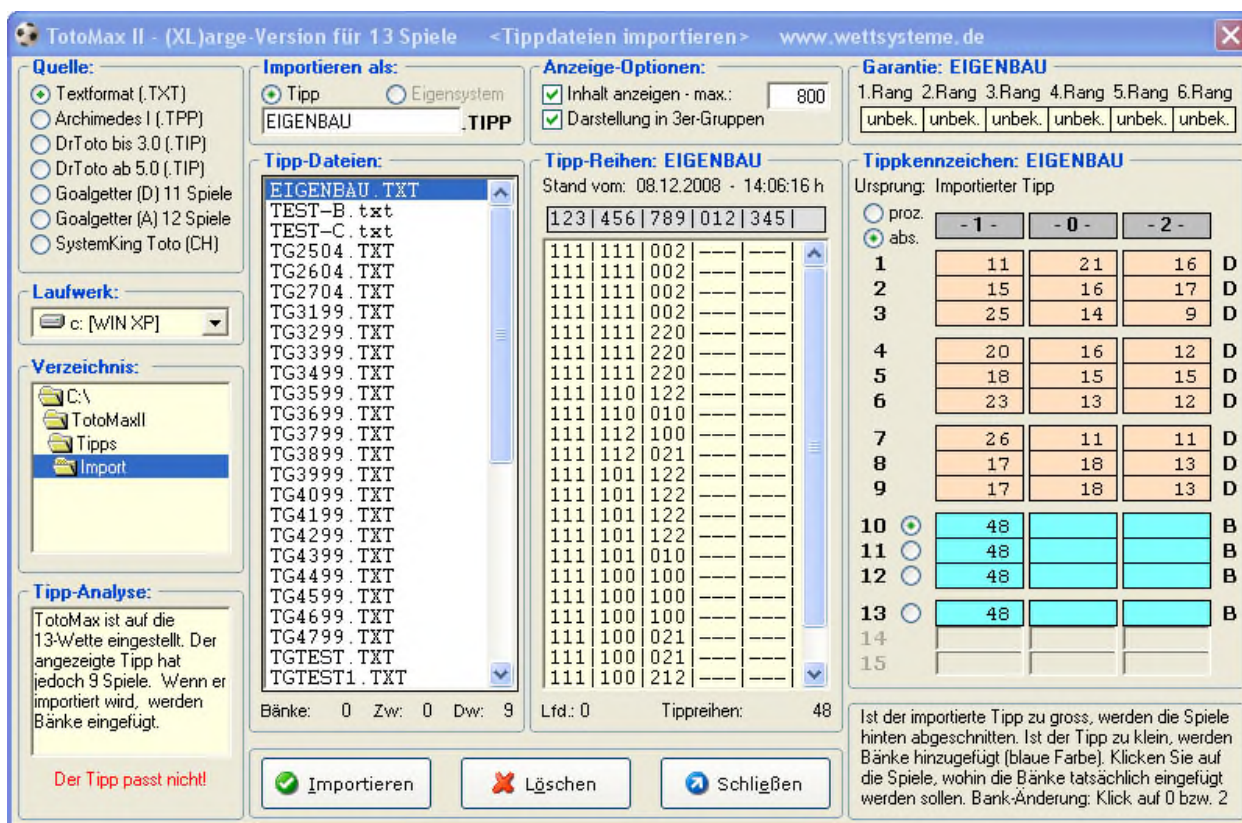 TotoMax II - (XL)arge-Version für 13 Spiele <Tippdateien importieren> www.wettsysteme.de
Quelle:
Textformat (.TXT)
Archimedes I (.TPP)
DrToto bis 3.0 (.TIP)
DrToto ab 5.0 (.TIP)
Goalgetter (D) 11 Spiele
Goalgetter (A) 12 Spiele
SystemKing Toto (CH)
Laufwerk:
c: [WIN XP]
Verzeichnis:
C:\
TotoMaxII
Tipps
Import
Tipp-Analyse:
TotoMax ist auf die
13-Wette eingestellt. Der
angezeigte Tipp hat
jedoch 9 Spiele. Wenn er
importiert wird, werden
Bänke eingefügt.
Der Tipp passt nicht!
Importieren als:
Tipp Eigensystem
EIGENBAU .TIPP
Tipp-Dateien:
EIGENBAU.TXT
TEST-B.txt
TEST-C.txt
TG2504.TXT
TG2604.TXT
TG2704.TXT
TG3199.TXT
TG3299.TXT
TG3399.TXT
TG3499.TXT
TG3599.TXT
TG3699.TXT
TG3799.TXT
TG3899.TXT
TG3999.TXT
TG4099.TXT
TG4199.TXT
TG4299.TXT
TG4399.TXT
TG4499.TXT
TG4599.TXT
TG4699.TXT
TG4799.TXT
TGTEST.TXT
TGTEST1.TXT
Bänke: 0 Zw: 0 Dw: 9
Anzeige-Optionen:
Inhalt anzeigen - max.: 800
Darstellung in 3er-Gruppen
Tipp-Reihen: EIGENBAU
Stand vom: 08.12.2008 - 14:06:16 h
123|456|789|012|345|
111|111|002|---|---|
111|111|002|---|---|
111|111|002|---|---|
111|111|002|---|---|
111|111|220|---|---|
111|111|220|---|---|
111|111|220|---|---|
111|110|122|---|---|
111|110|010|---|---|
111|112|100|---|---|
111|112|021|---|---|
111|101|122|---|---|
111|101|122|---|---|
111|101|122|---|---|
111|101|122|---|---|
111|101|010|---|---|
111|100|100|---|---|
111|100|100|---|---|
111|100|100|---|---|
111|100|021|---|---|
111|100|021|---|---|
111|100|212|---|---|
Lfd.: 0 Tippreihen: 48
Importieren
Löschen
Schließen
Garantie: EIGENBAU
1.Rang 2.Rang 3.Rang 4.Rang 5.Rang 6.Rang
unbek. unbek. unbek. unbek. unbek. unbek.
Tippkennzeichen: EIGENBAU
Ursprung: Importierter Tipp
proz.
abs.
- 1 - - 0 - - 2 -
1 11 21 16 D
2 15 16 17 D
3 25 14 9 D
4 20 16 12 D
5 18 15 15 D
6 23 13 12 D
7 26 11 11 D
8 17 18 13 D
9 17 18 13 D
10 48 B
11 48 B
12 48 B
13 48 B
14
15
Ist der importierte Tipp zu gross, werden die Spiele
hinten abgeschnitten. Ist der Tipp zu klein, werden
Bänke hinzugefügt (blaue Farbe). Klicken Sie auf
die Spiele, wohin die Bänke tatsächlich eingefügt
werden sollen. Bank-Änderung: Klick auf 0 bzw. 2